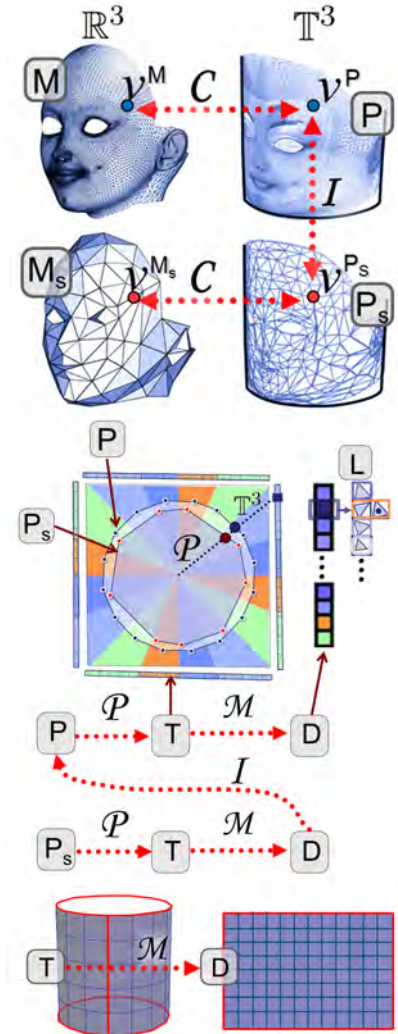 ℝ³ 𝕋³
M v^M C v^P P
I
M_s v^{M_s} C v^{P_s} P_s
P L
P_s 𝒫 𝕋³
P 𝒫 T ℳ D
I
P_s 𝒫 T ℳ D
T ℳ D